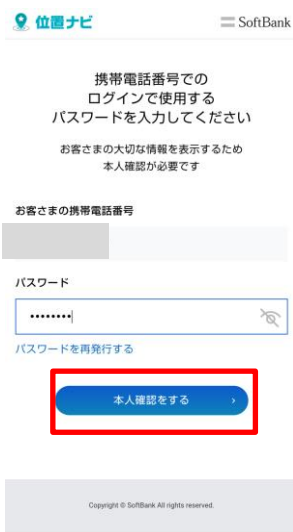 位置ナビ
SoftBank
携帯電話番号での
ログインで使用する
パスワードを入力してください
お客さまの大切な情報を表示するため
本人確認が必要です
お客さまの携帯電話番号
パスワード
••••••••
パスワードを再発行する
本人確認をする
Copyright © SoftBank All rights reserved.